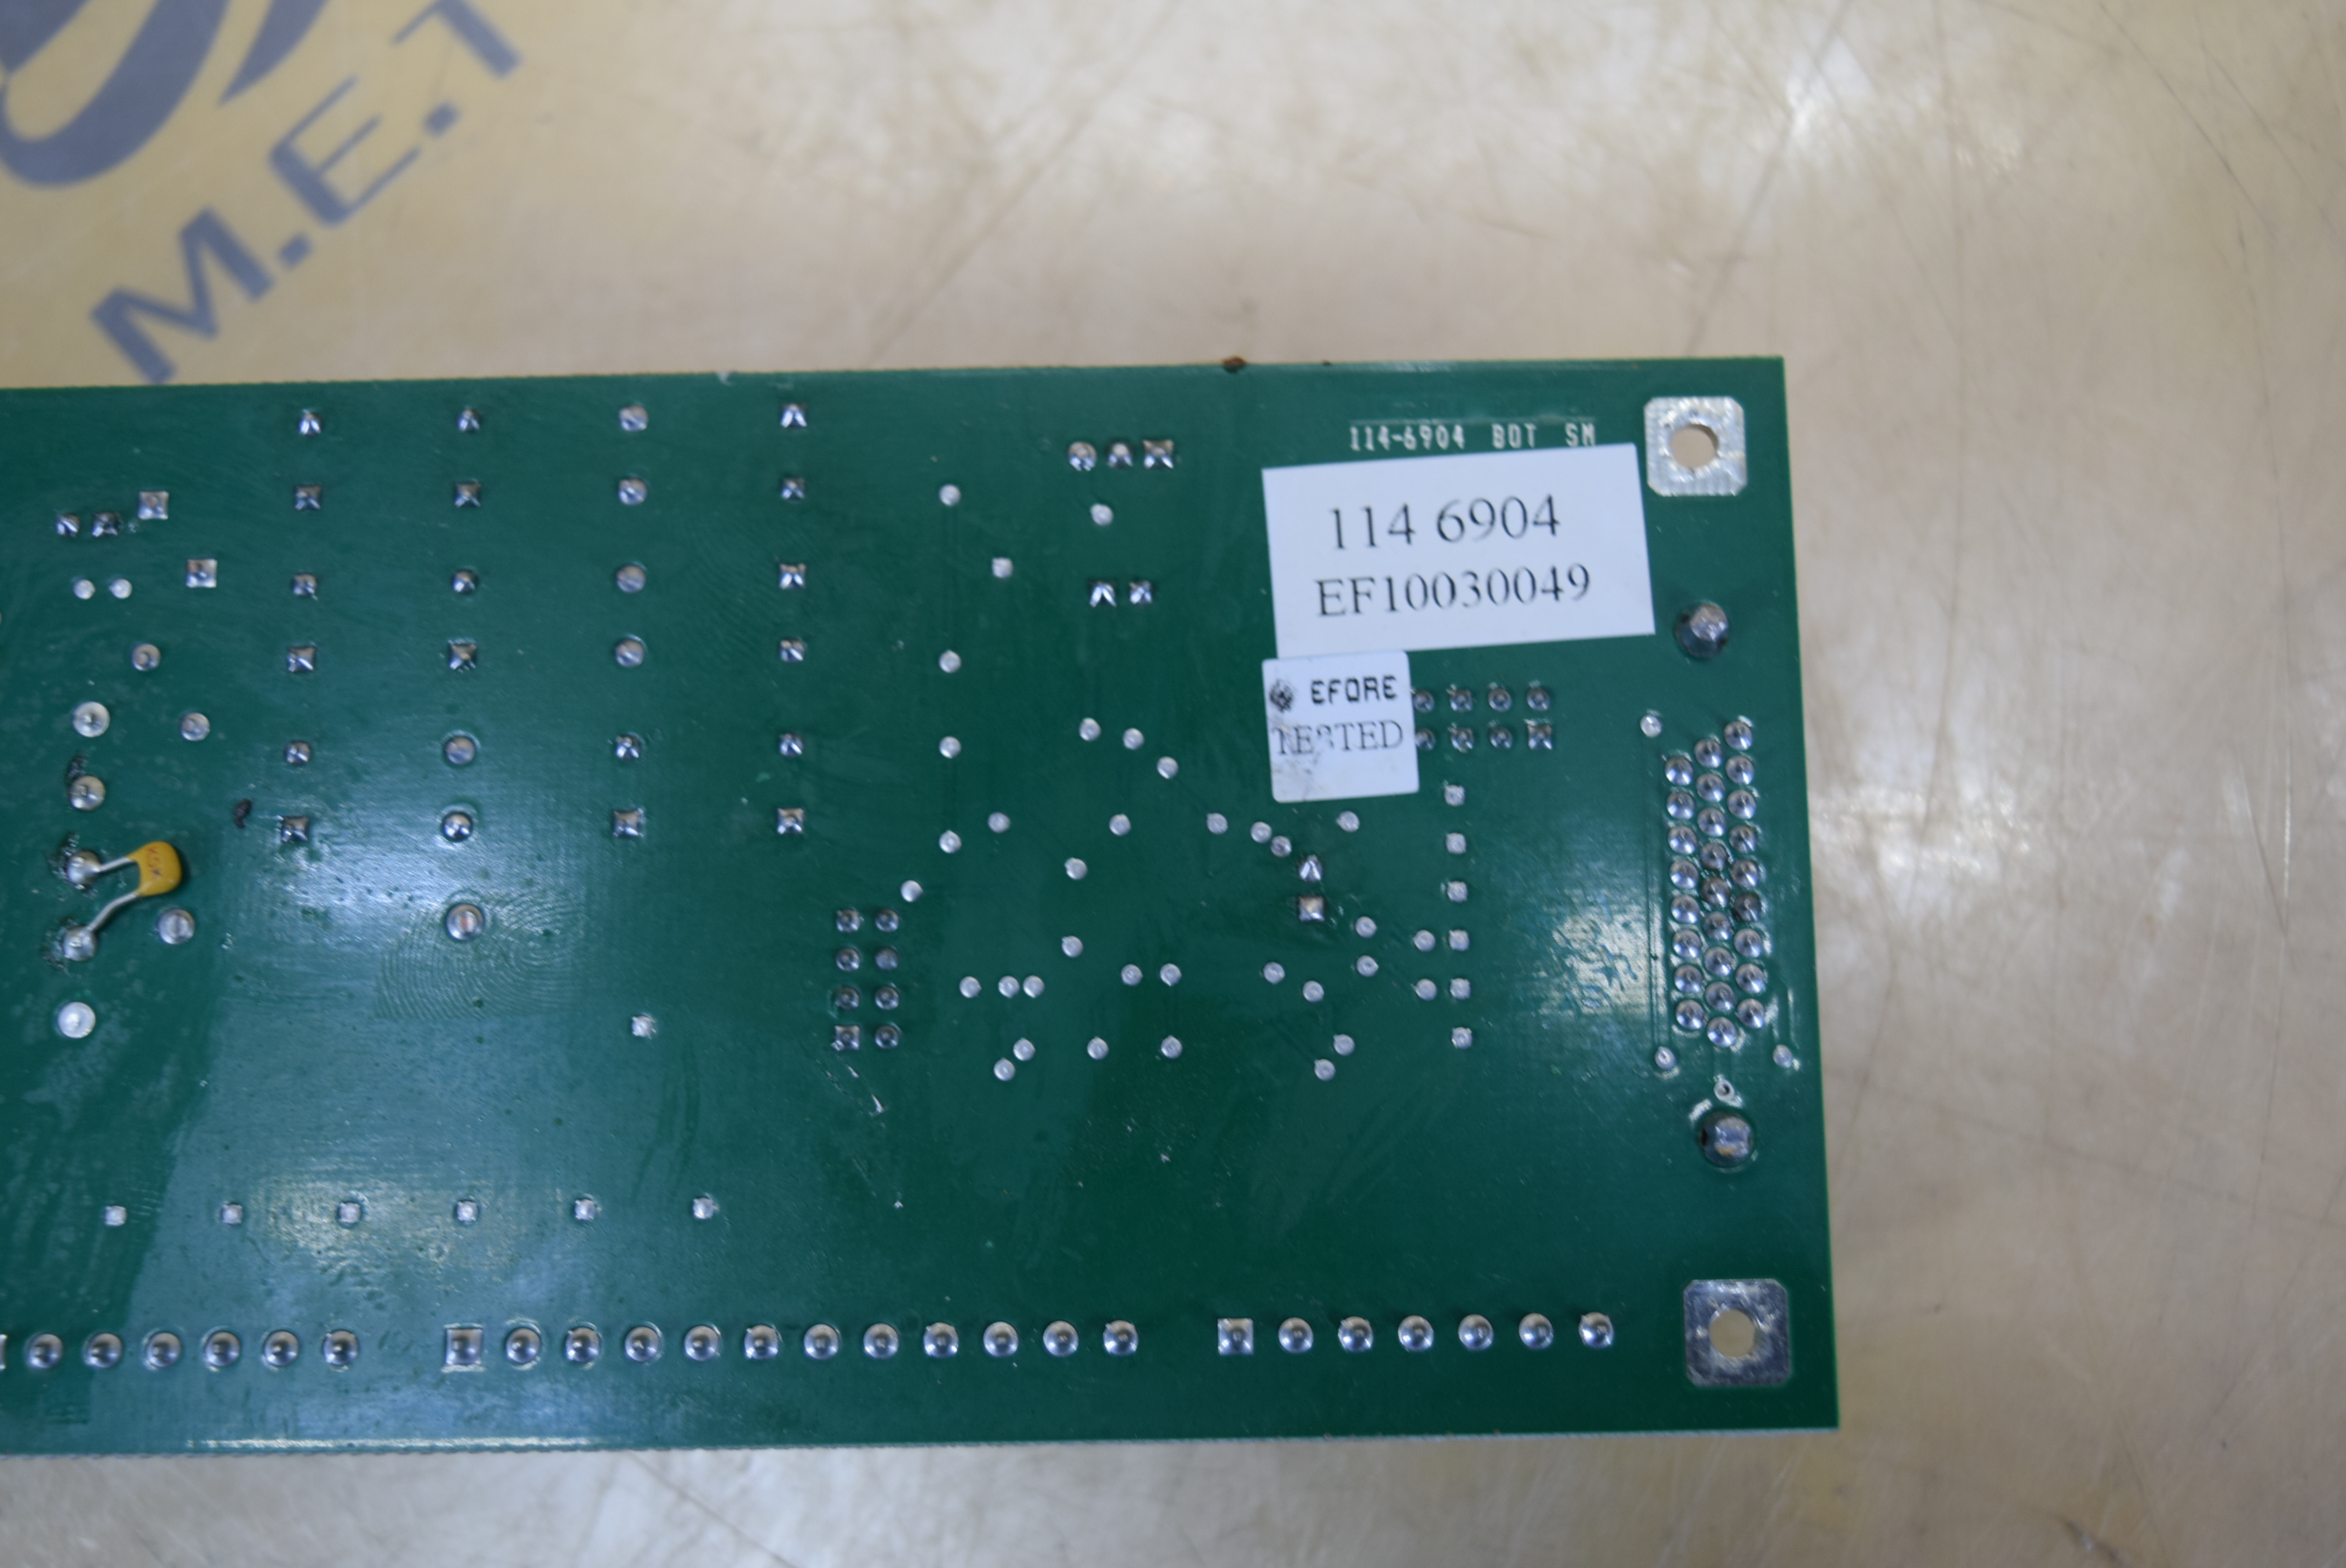 M.E.T
114-6904 BOT SM
114 6904
EF10030049
EFORE
TESTED